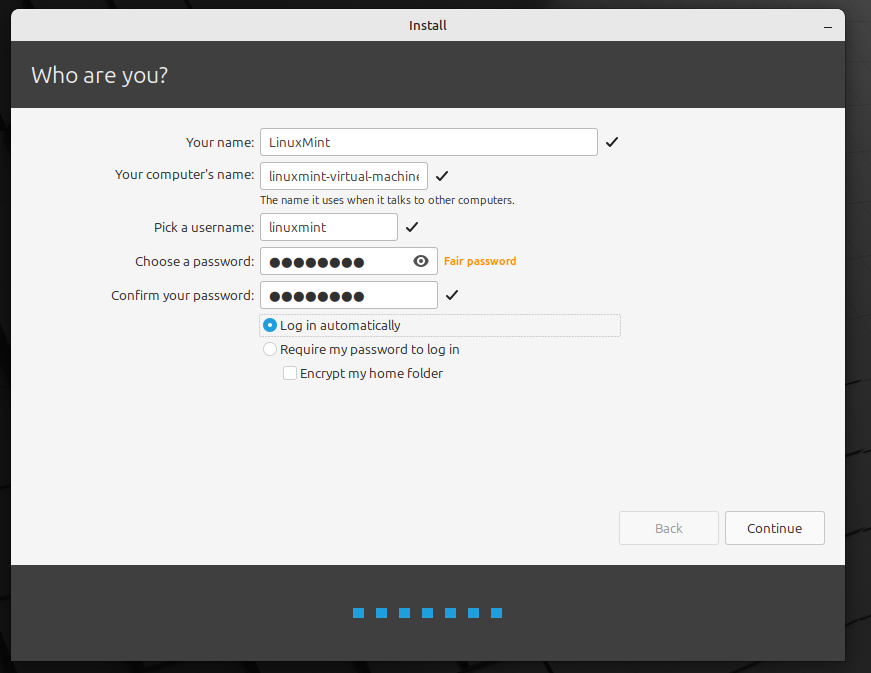 Install
Who are you?
Your name: LinuxMint
Your computer's name: linuxmint-virtual-machine
The name it uses when it talks to other computers.
Pick a username: linuxmint
Choose a password: ●●●●●●●● Fair password
Confirm your password: ●●●●●●●●
Log in automatically
Require my password to log in
Encrypt my home folder
Back Continue